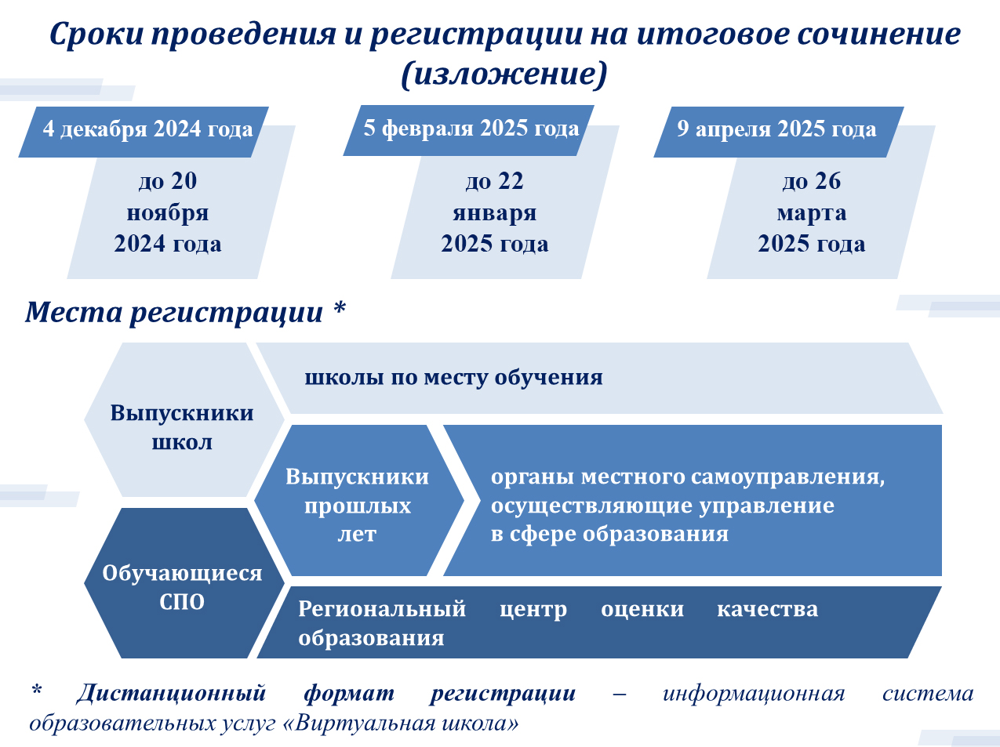 Сроки проведения и регистрации на итоговое сочинение
(изложение)
4 декабря 2024 года
до 20
ноября
2024 года
5 февраля 2025 года
до 22
января
2025 года
9 апреля 2025 года
до 26
марта
2025 года
Места регистрации *
Выпускники
школ
школы по месту обучения
Выпускники
прошлых
лет
органы местного самоуправления,
осуществляющие управление
в сфере образования
Обучающиеся
СПО
Региональный центр оценки качества
образования
* Дистанционный формат регистрации – информационная система
образовательных услуг «Виртуальная школа»